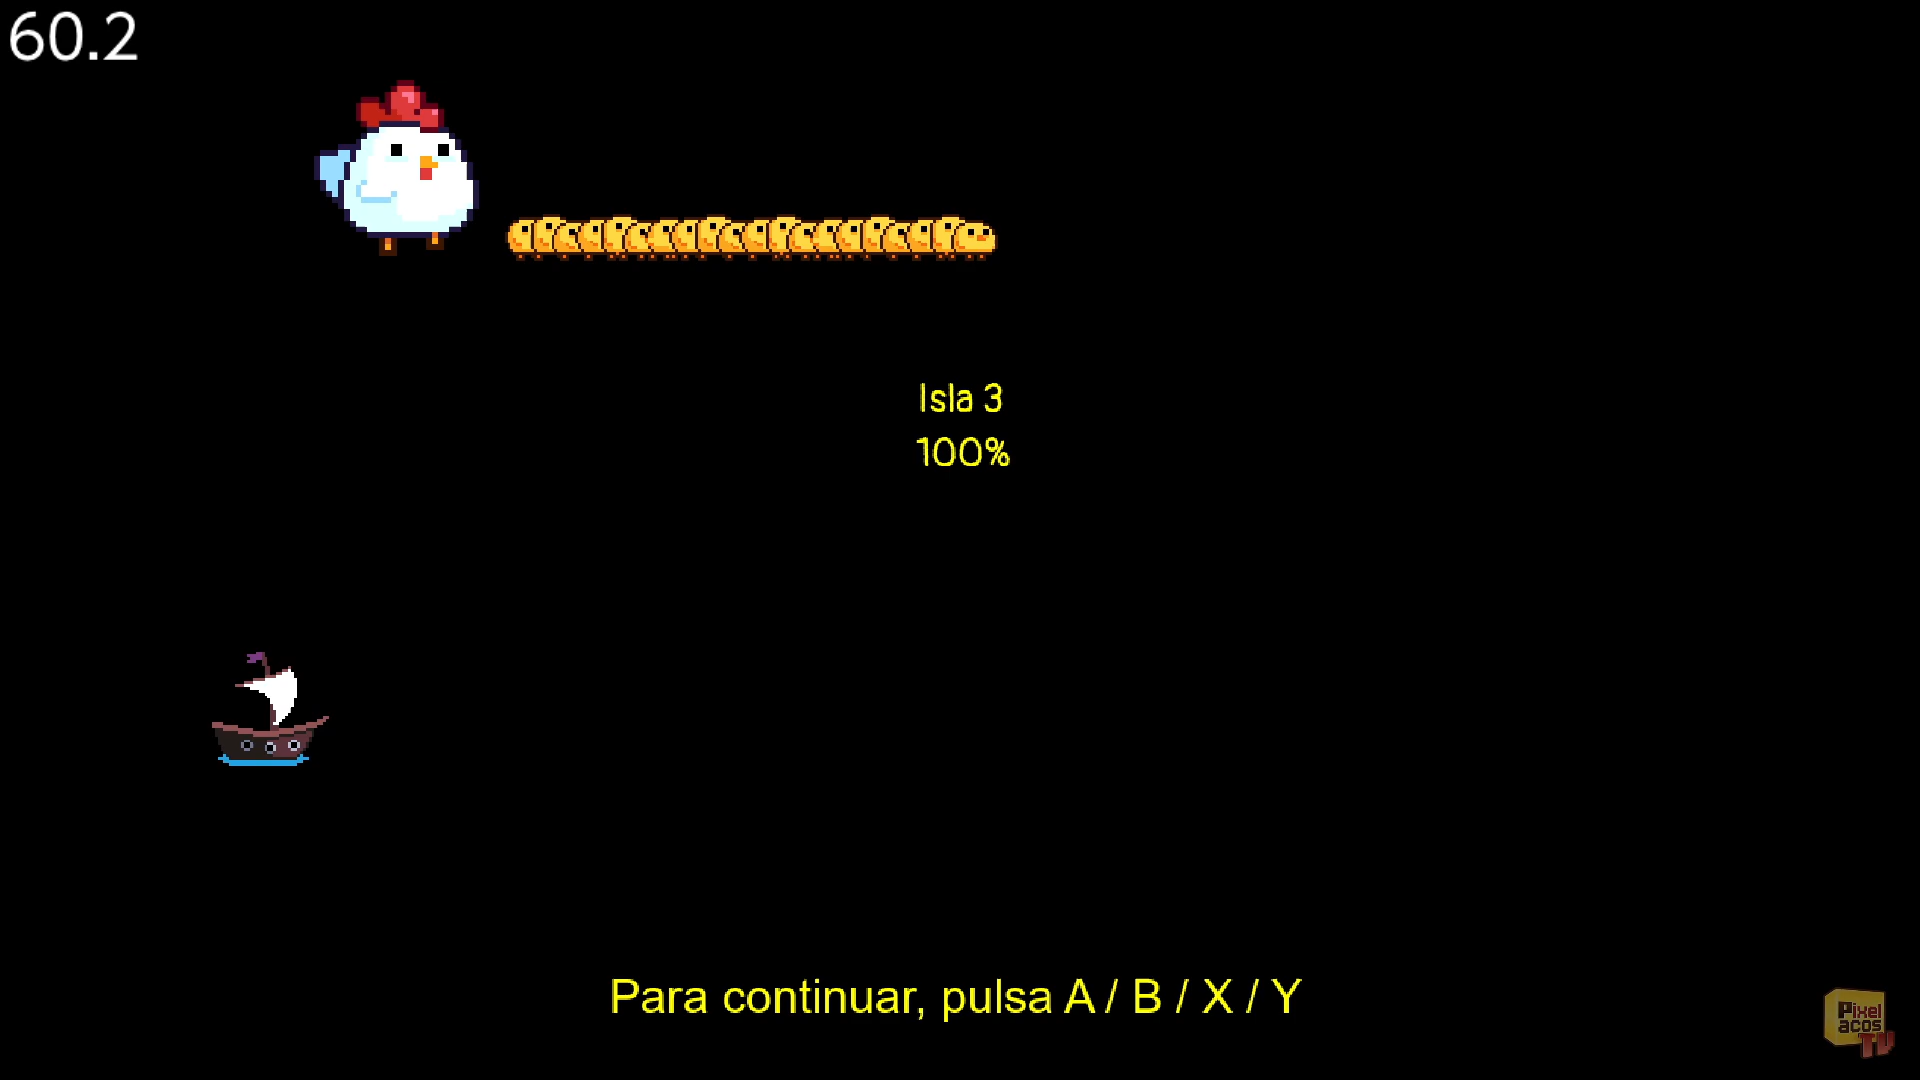 60.2
Isla 3
100%
Para continuar, pulsa A / B / X / Y
Pixel
acos
TV